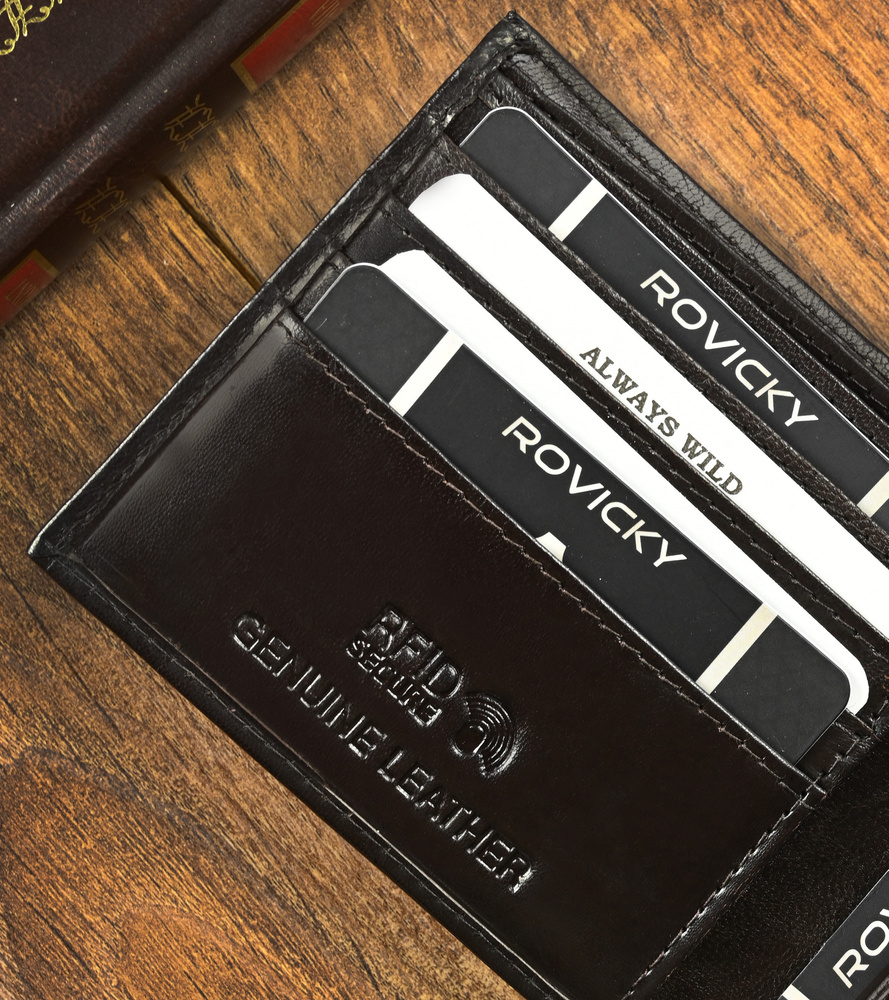 ROVICKY
ALWAYS WILD
ROVICKY
RFID
SECURE
GENUINE LEATHER